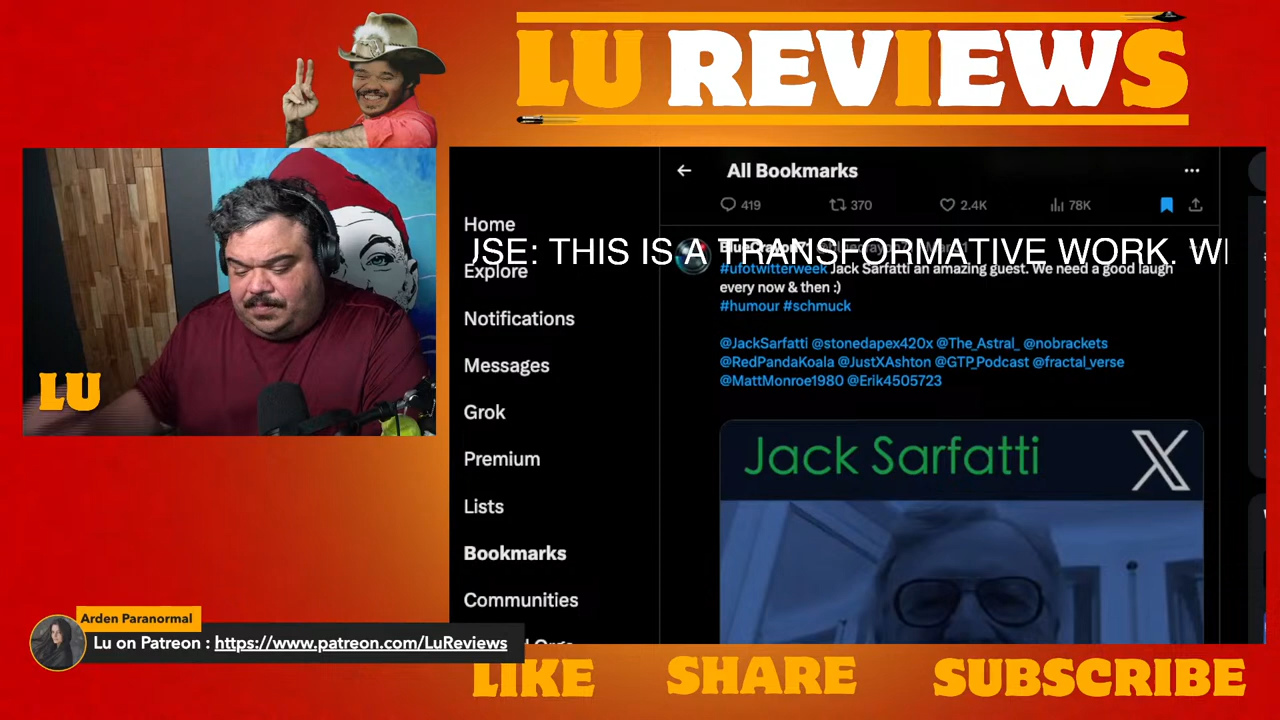 LU REVIEWS
All Bookmarks
419 370 2.4K 78K
Home
JSE: THIS IS A TRANSFORMATIVE WORK. WI
Explore
#ufotwitterweek Jack Sarfatti an amazing guest. We need a good laugh
every now & then :)
#humour #schmuck
Notifications
@JackSarfatti @stonedapex420x @The_Astral_ @nobrackets
@RedPandaKoala @JustXAshton @GTP_Podcast @fractal_verse
@MattMonroe1980 @Erik4505723
Messages
Grok
Premium
Lists
Bookmarks
Communities
Jack Sarfatti X
LU
Arden Paranormal
Lu on Patreon : https://www.patreon.com/LuReviews
LIKE SHARE SUBSCRIBE